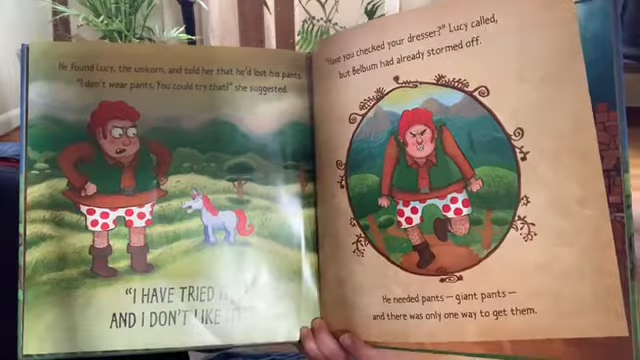 He found Lucy, the unicorn, and told her that he'd lost his pants.
"I don't wear pants. You could try that!" she suggested.
"I HAVE TRIED
AND I DON'T LIKE
"Have you checked your dresser?" Lucy called,
but Belbum had already stormed off.
He needed pants—giant pants—
and there was only one way to get them.